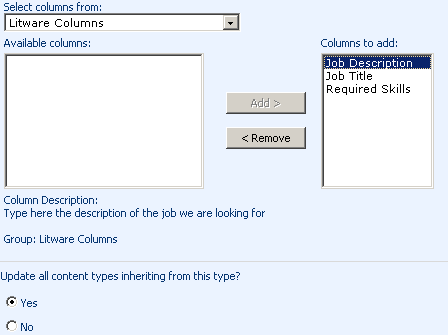 Select columns from:
Litware Columns
Available columns:
Columns to add:
Job Description
Job Title
Required Skills
Add >
< Remove
Column Description:
Type here the description of the job we are looking for
Group: Litware Columns
Update all content types inheriting from this type?
Yes
No